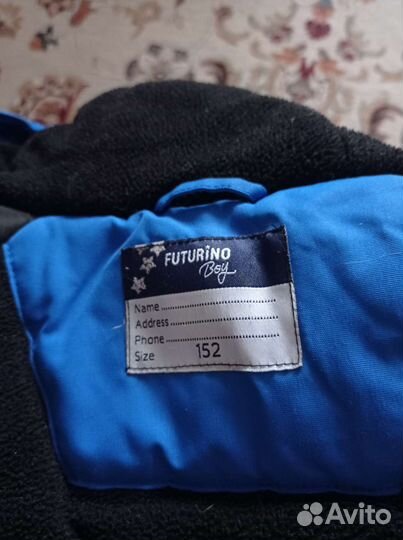 FUTURiNO
Boy
Name
Address
Phone
Size 152
Avito